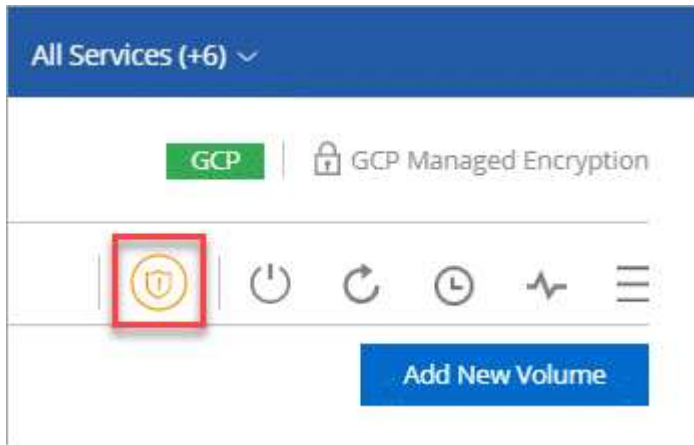 All Services (+6)
GCP
GCP Managed Encryption
Add New Volume